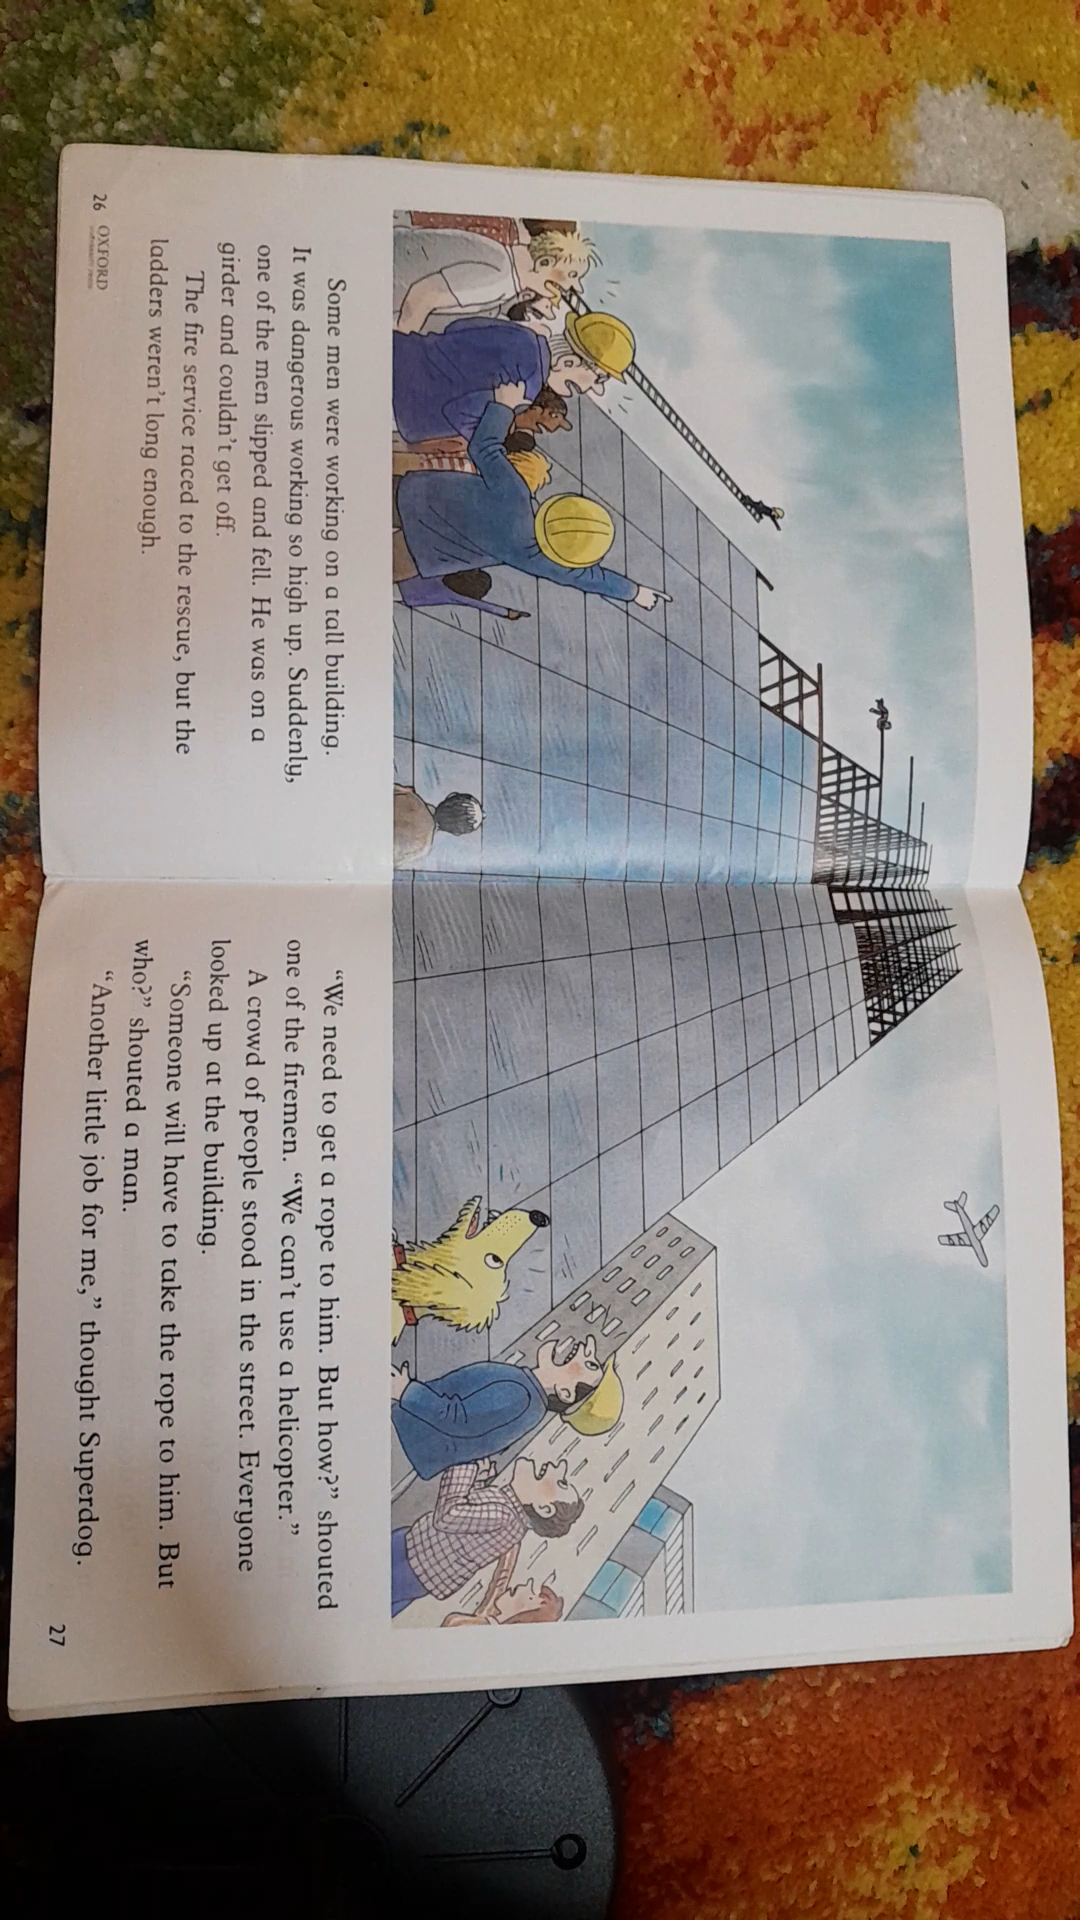 Some men were working on a tall building.
It was dangerous working so high up. Suddenly,
one of the men slipped and fell. He was on a
girder and couldn't get off.
The fire service raced to the rescue, but the
ladders weren't long enough.
26 OXFORD
“We need to get a rope to him. But how?” shouted
one of the firemen. “We can't use a helicopter.”
A crowd of people stood in the street. Everyone
looked up at the building.
“Someone will have to take the rope to him. But
who?” shouted a man.
“Another little job for me,” thought Superdog.
27